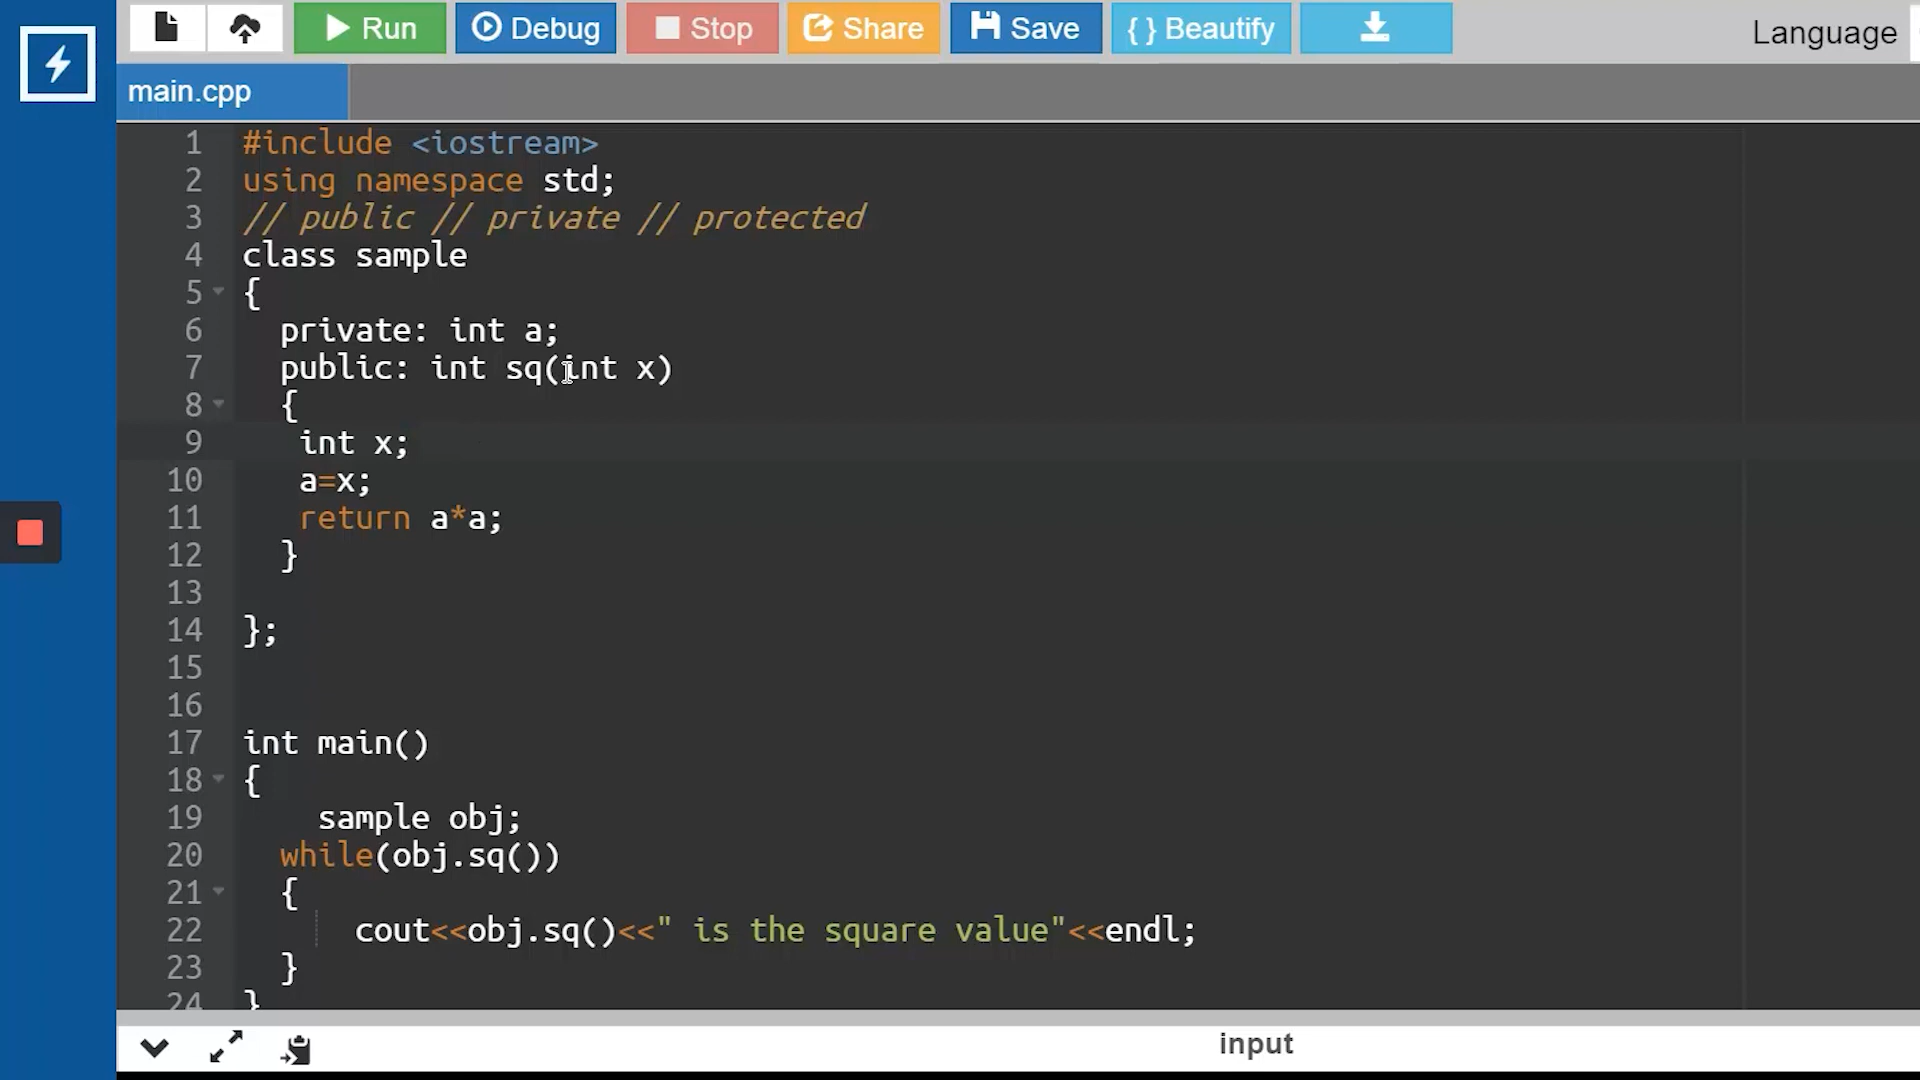 Run Debug Stop Share Save { } Beautify Language
main.cpp
1 #include <iostream>
2 using namespace std;
3 // public // private // protected
4 class sample
5 {
6 private: int a;
7 public: int sq(int x)
8 {
9 int x;
10 a=x;
11 return a*a;
12 }
13
14 };
15
16
17 int main()
18 {
19 sample obj;
20 while(obj.sq())
21 {
22 cout<<obj.sq()<<" is the square value"<<endl;
23 }
24 }
input